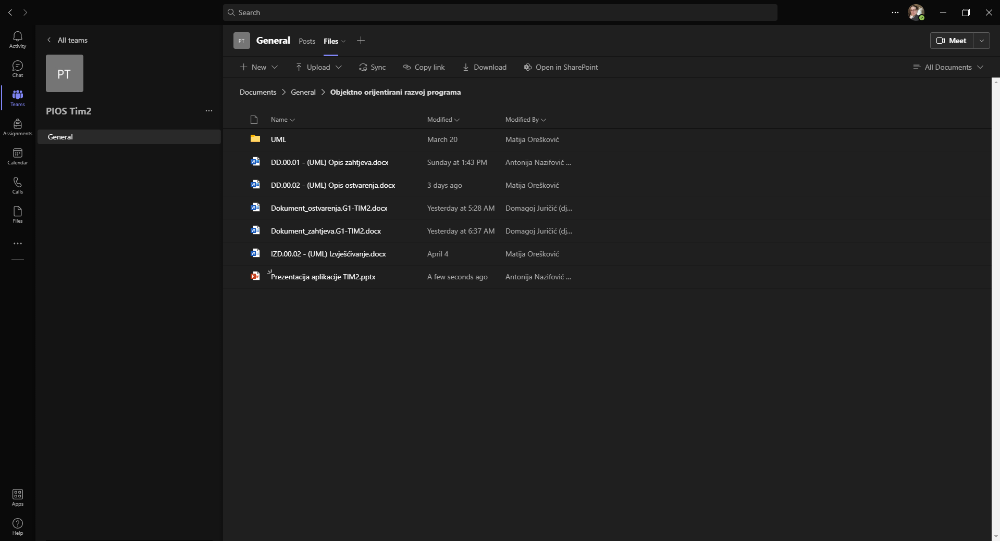 Search
Activity
Chat
Teams
Assignments
Calendar
Calls
Files
Apps
Help
All teams
PT
PIOS Tim2
General
PT General Posts Files Meet
New Upload Sync Copy link Download Open in SharePoint All Documents
Documents General Objektno orijentirani razvoj programa
Name Modified Modified By
UML March 20 Matija Orešković
DD.00.01 - (UML) Opis zahtjeva.docx Sunday at 1:43 PM Antonija Nazifović ...
DD.00.02 - (UML) Opis ostvarenja.docx 3 days ago Matija Orešković
Dokument_ostvarenja.G1-TIM2.docx Yesterday at 5:28 AM Domagoj Juričić (dj...
Dokument_zahtjeva.G1-TIM2.docx Yesterday at 6:37 AM Domagoj Juričić (dj...
IZD.00.02 - (UML) Izvješćivanje.docx April 4 Matija Orešković
Prezentacija aplikacije TIM2.pptx A few seconds ago Antonija Nazifović ...